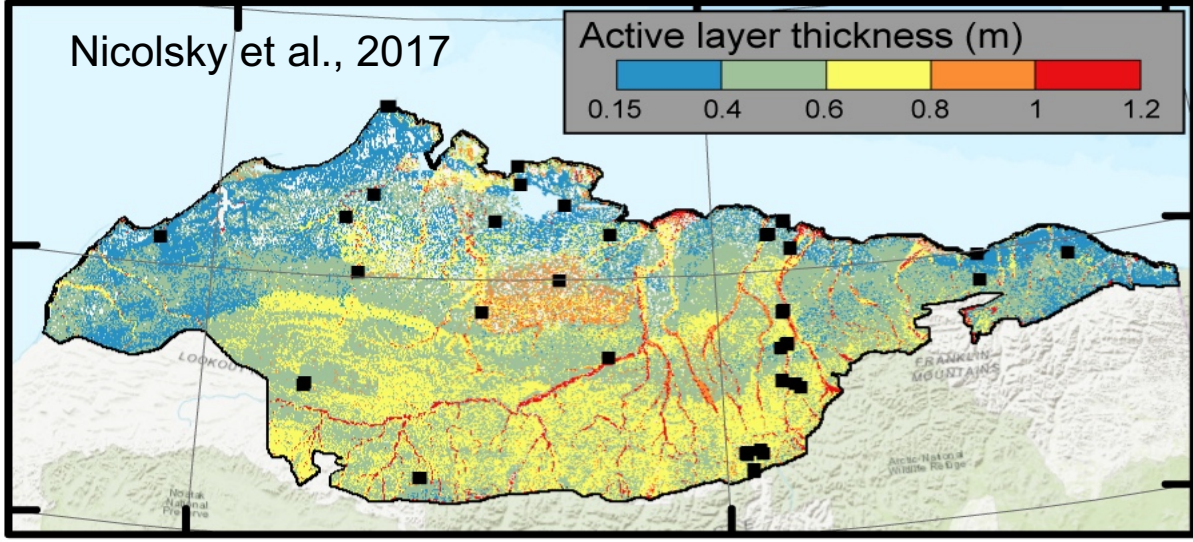 Nicolsky et al., 2017
Active layer thickness (m)
0.15 0.4 0.6 0.8 1 1.2
LOOKOUT
FRANKLIN
MOUNTAINS
Arctic National
Wildlife Refuge
Noatak
National
Preserve